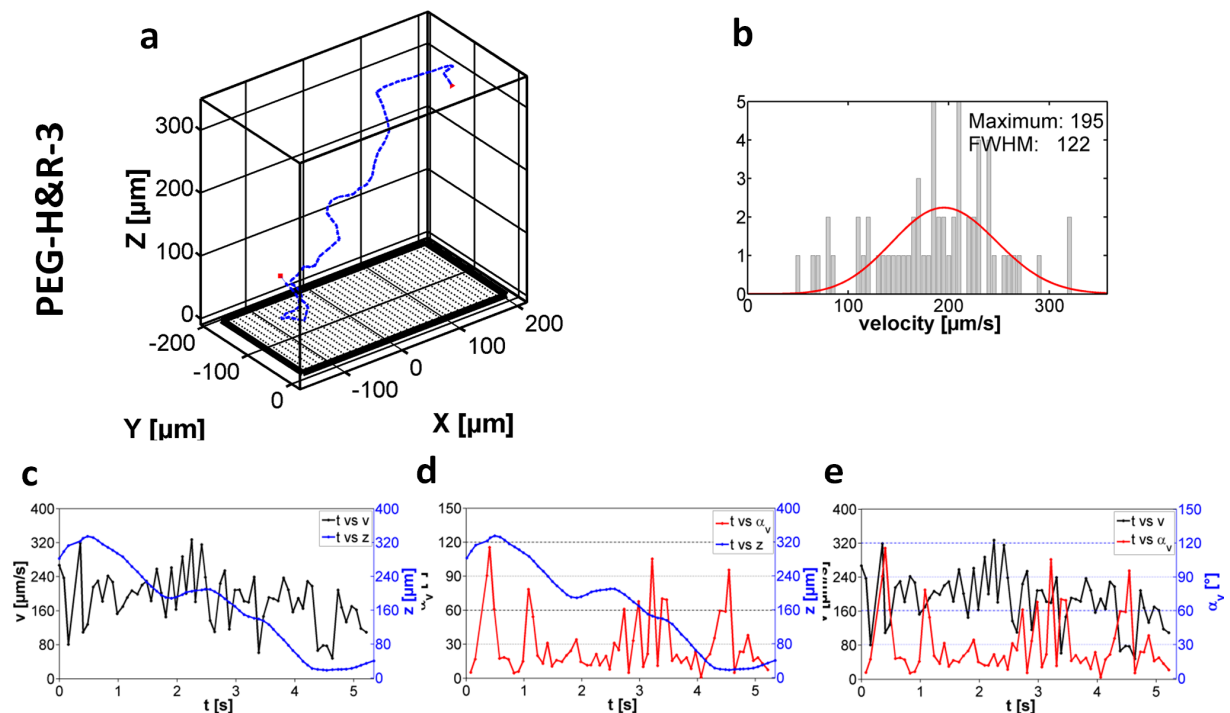 PEG-H&R-3
a
Z [µm]
300
200
100
0
-200
-100
0
Y [µm]
-100
0
100
200
X [µm]
b
5
4
3
2
1
0
Maximum: 195
FWHM: 122
0 100 200 300
velocity [µm/s]
c
v [µm/s]
400
320
240
160
80
0
t vs v
t vs z
400
320
240
160
80
0
z [µm]
0 1 2 3 4 5
t [s]
d
150
120
90
60
30
0
t vs αv
t vs z
400
320
240
160
80
0
z [µm]
0 1 2 3 4 5
t [s]
e
400
320
240
160
80
0
t vs v
t vs αv
150
120
90
60
30
0
αv [°]
0 1 2 3 4 5
t [s]